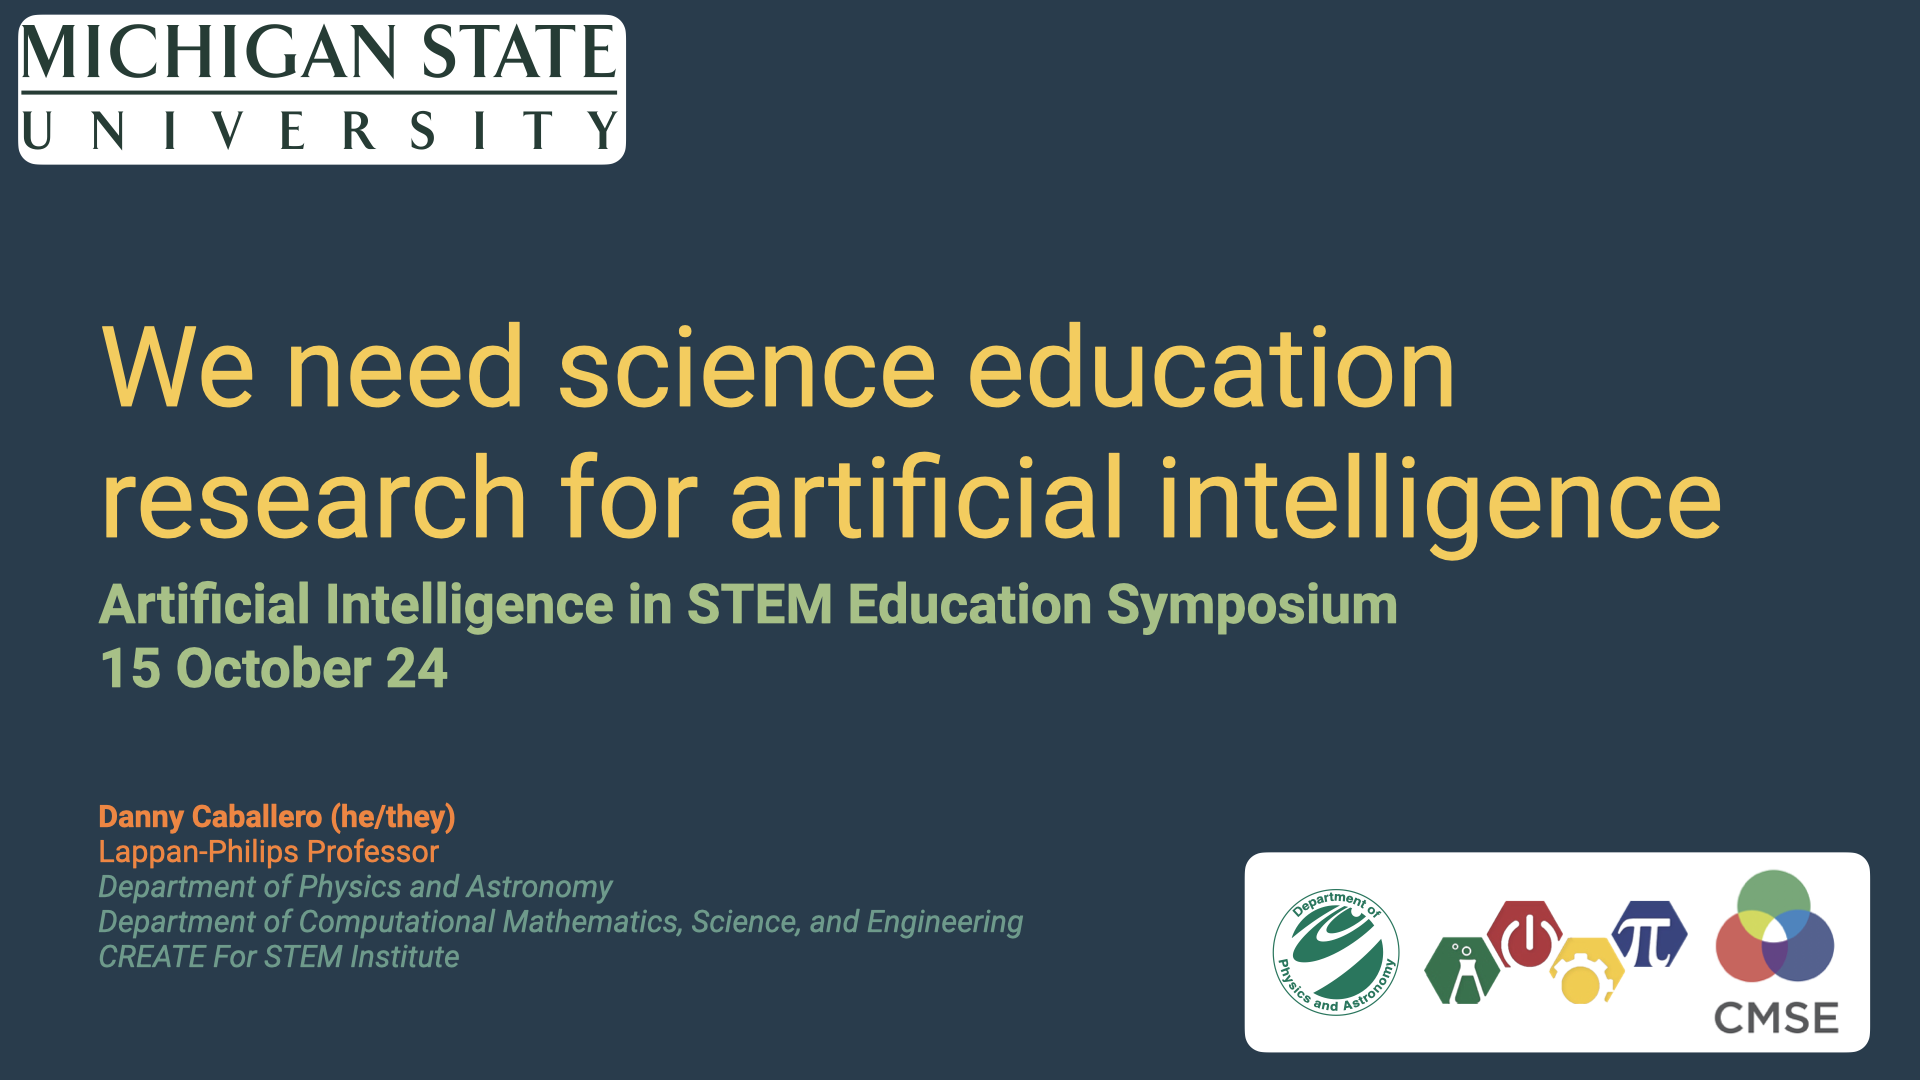 MICHIGAN STATE
UNIVERSITY
We need science education
research for artificial intelligence
Artificial Intelligence in STEM Education Symposium
15 October 24
Danny Caballero (he/they)
Lappan-Philips Professor
Department of Physics and Astronomy
Department of Computational Mathematics, Science, and Engineering
CREATE For STEM Institute
Department of
Physics and Astronomy
π
CMSE